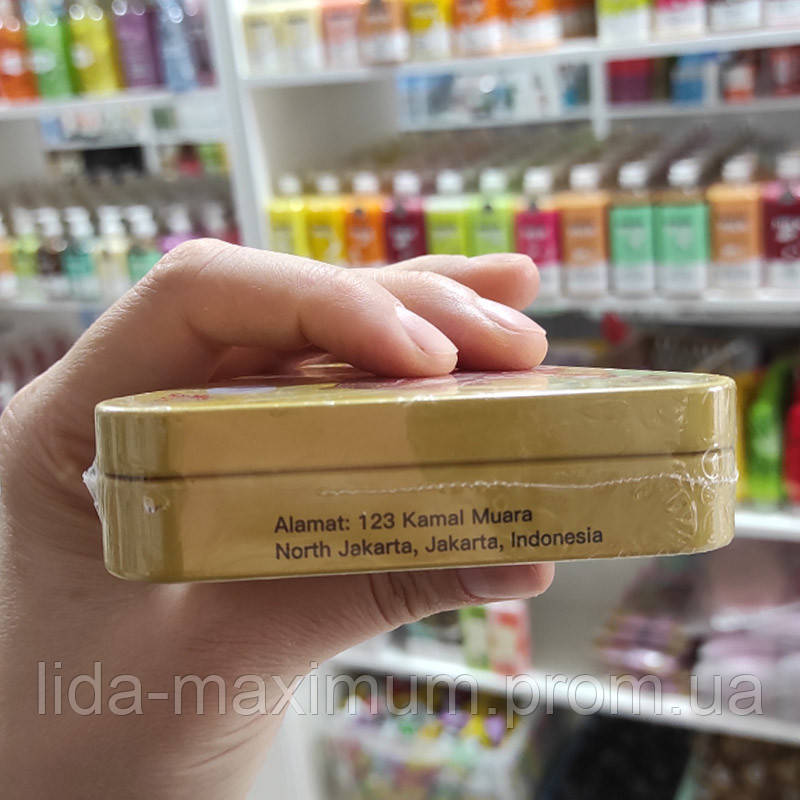 Alamat: 123 Kamal Muara
North Jakarta, Jakarta, Indonesia
lida-maximum.prom.ua